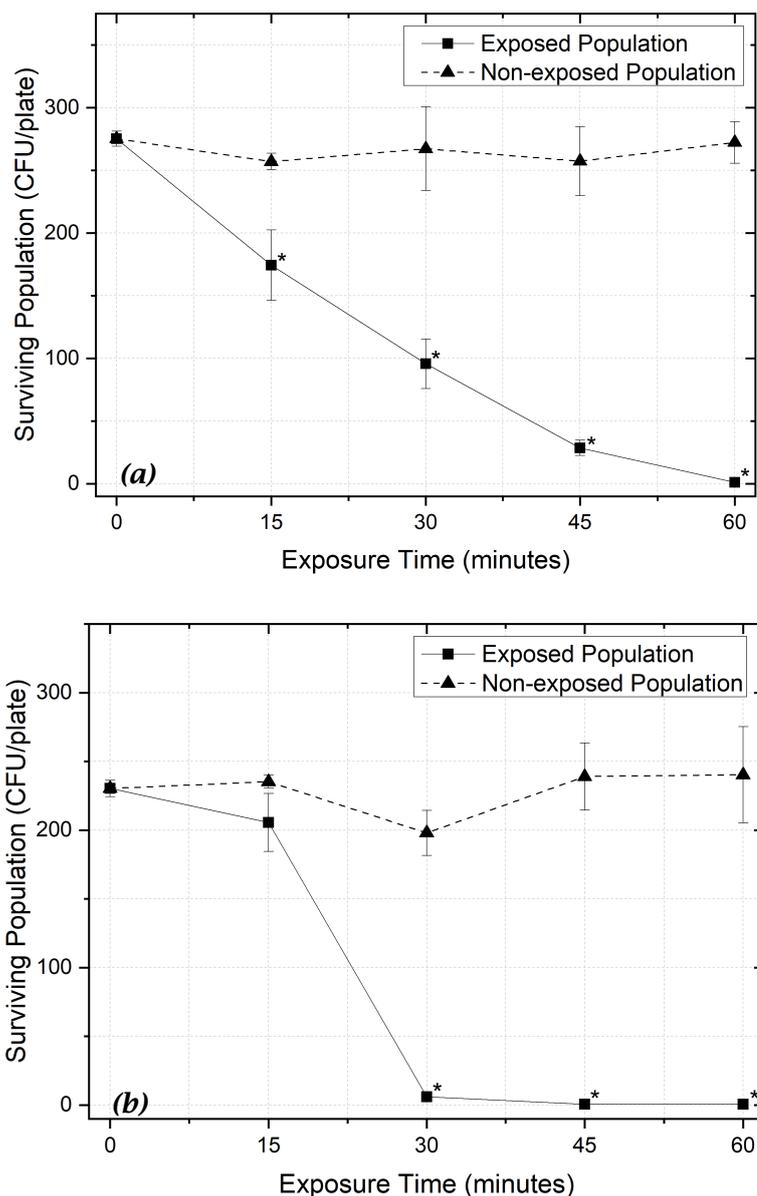 Exposed Population
Non-exposed Population
Surviving Population (CFU/plate)
300
200
100
0
*
*
*
*
(a)
0 15 30 45 60
Exposure Time (minutes)
Exposed Population
Non-exposed Population
Surviving Population (CFU/plate)
300
200
100
0
*
*
*
(b)
0 15 30 45 60
Exposure Time (minutes)